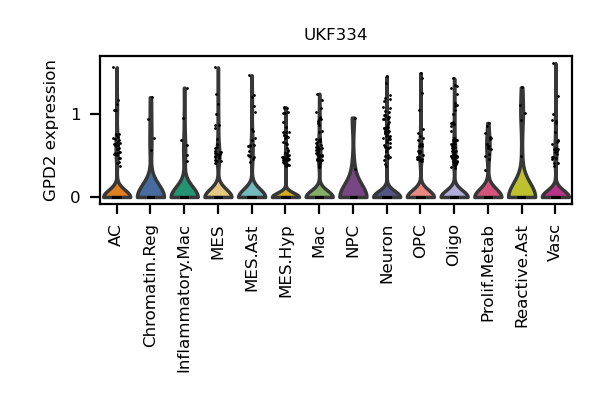 UKF334
GPD2 expression
1
0
AC
Chromatin.Reg
Inflammatory.Mac
MES
MES.Ast
MES.Hyp
Mac
NPC
Neuron
OPC
Oligo
Prolif.Metab
Reactive.Ast
Vasc